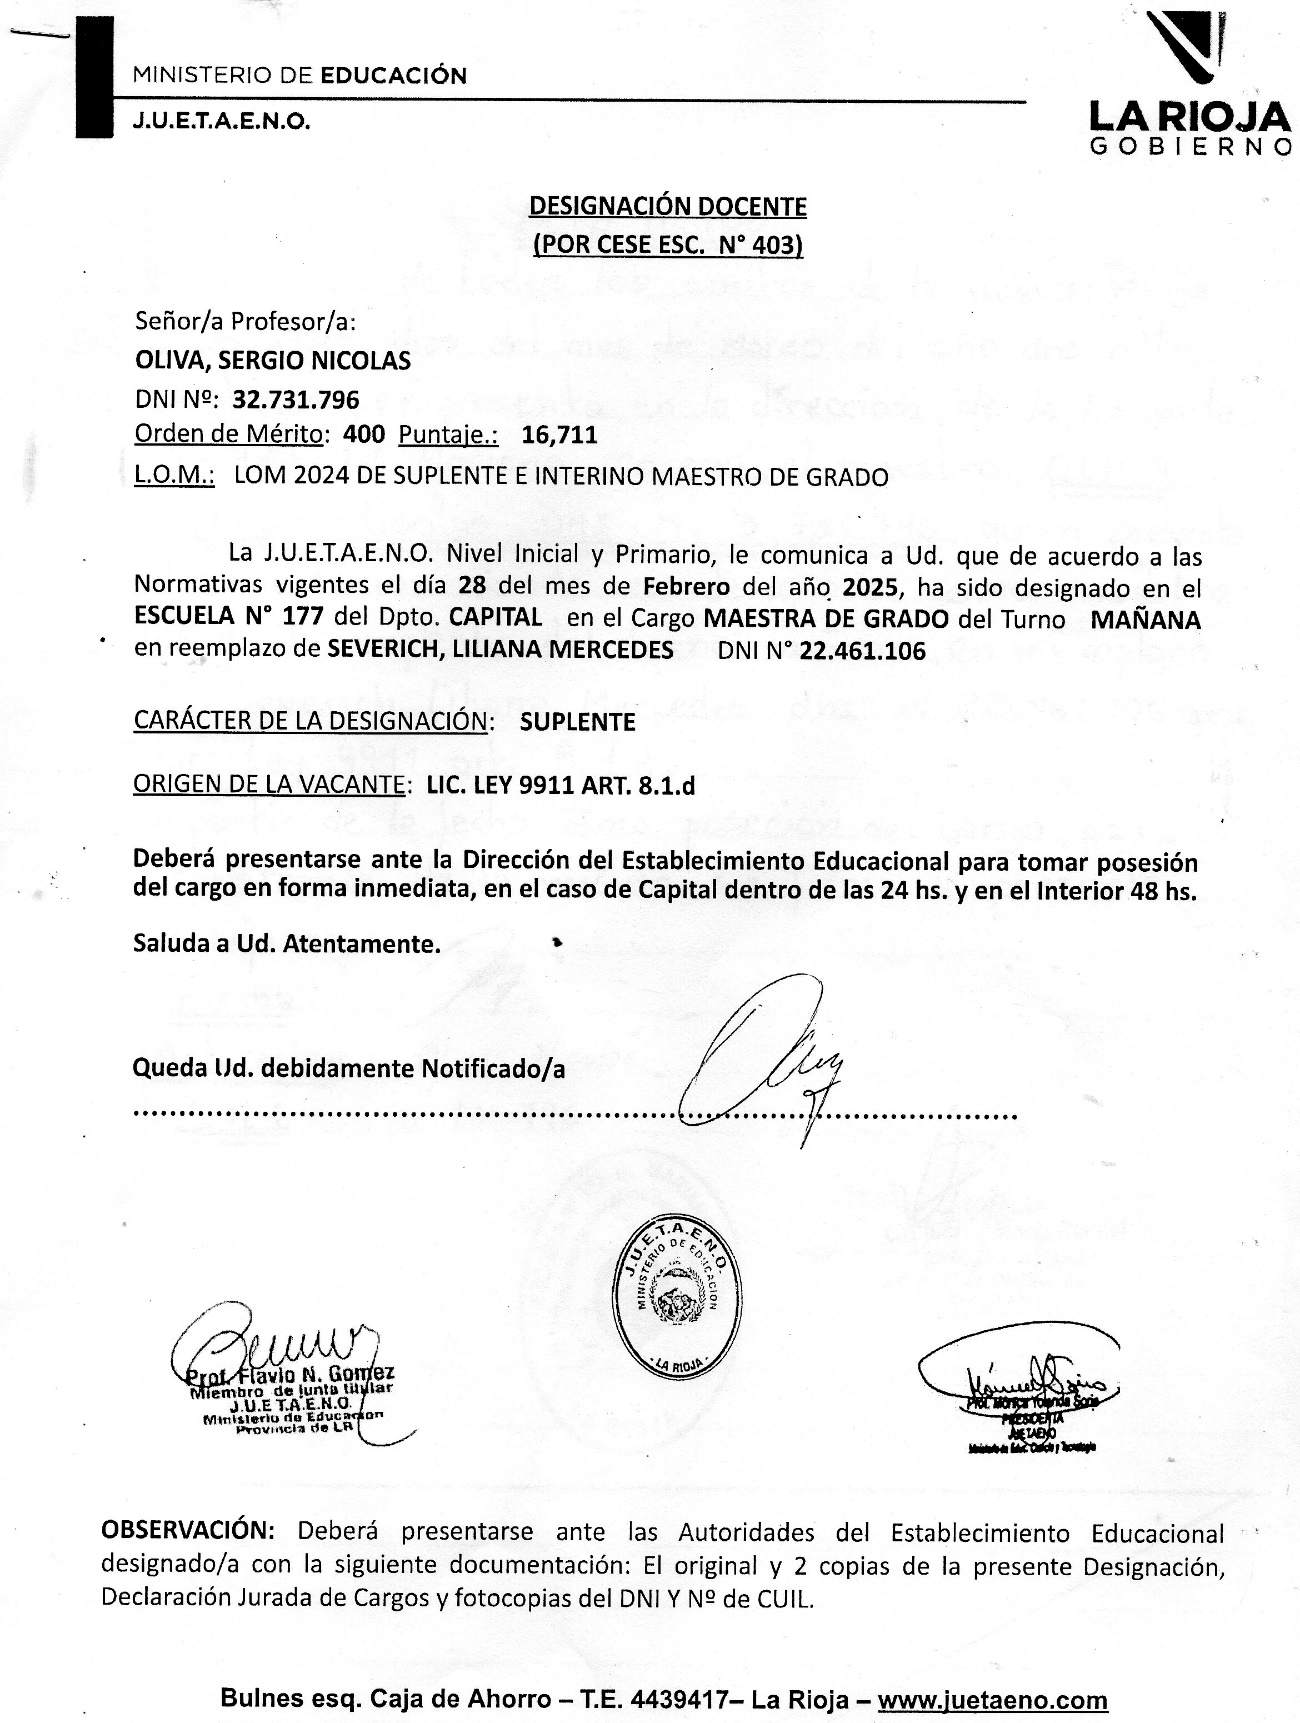 MINISTERIO DE EDUCACIÓN
J.U.E.T.A.E.N.O.
LA RIOJA
GOBIERNO
DESIGNACIÓN DOCENTE
(POR CESE ESC. N° 403)
Señor/a Profesor/a:
OLIVA, SERGIO NICOLAS
DNI Nº: 32.731.796
Orden de Mérito: 400 Puntaje.: 16,711
L.O.M.: LOM 2024 DE SUPLENTE E INTERINO MAESTRO DE GRADO
La J.U.E.T.A.E.N.O. Nivel Inicial y Primario, le comunica a Ud. que de acuerdo a las
Normativas vigentes el día 28 del mes de Febrero del año 2025, ha sido designado en el
ESCUELA N° 177 del Dpto. CAPITAL en el Cargo MAESTRA DE GRADO del Turno MAÑANA
en reemplazo de SEVERICH, LILIANA MERCEDES DNI N° 22.461.106
CARÁCTER DE LA DESIGNACIÓN: SUPLENTE
ORIGEN DE LA VACANTE: LIC. LEY 9911 ART. 8.1.d
Deberá presentarse ante la Dirección del Establecimiento Educacional para tomar posesión
del cargo en forma inmediata, en el caso de Capital dentro de las 24 hs. y en el Interior 48 hs.
Saluda a Ud. Atentamente.
Queda Ud. debidamente Notificado/a
J.U.E.T.A.E.N.O.
MINISTERIO DE EDUCACION
LA RIOJA
Prof. Flavio N. Gomez
Miembro de junta titular
J.U.E.T.A.E.N.O.
Ministerio de Educacion
Provincia de LR
Prof. Mónica Yolanda Soria
PRESIDENTA
JUETAENO
OBSERVACIÓN: Deberá presentarse ante las Autoridades del Establecimiento Educacional
designado/a con la siguiente documentación: El original y 2 copias de la presente Designación,
Declaración Jurada de Cargos y fotocopias del DNI Y Nº de CUIL.
Bulnes esq. Caja de Ahorro – T.E. 4439417– La Rioja – www.juetaeno.com